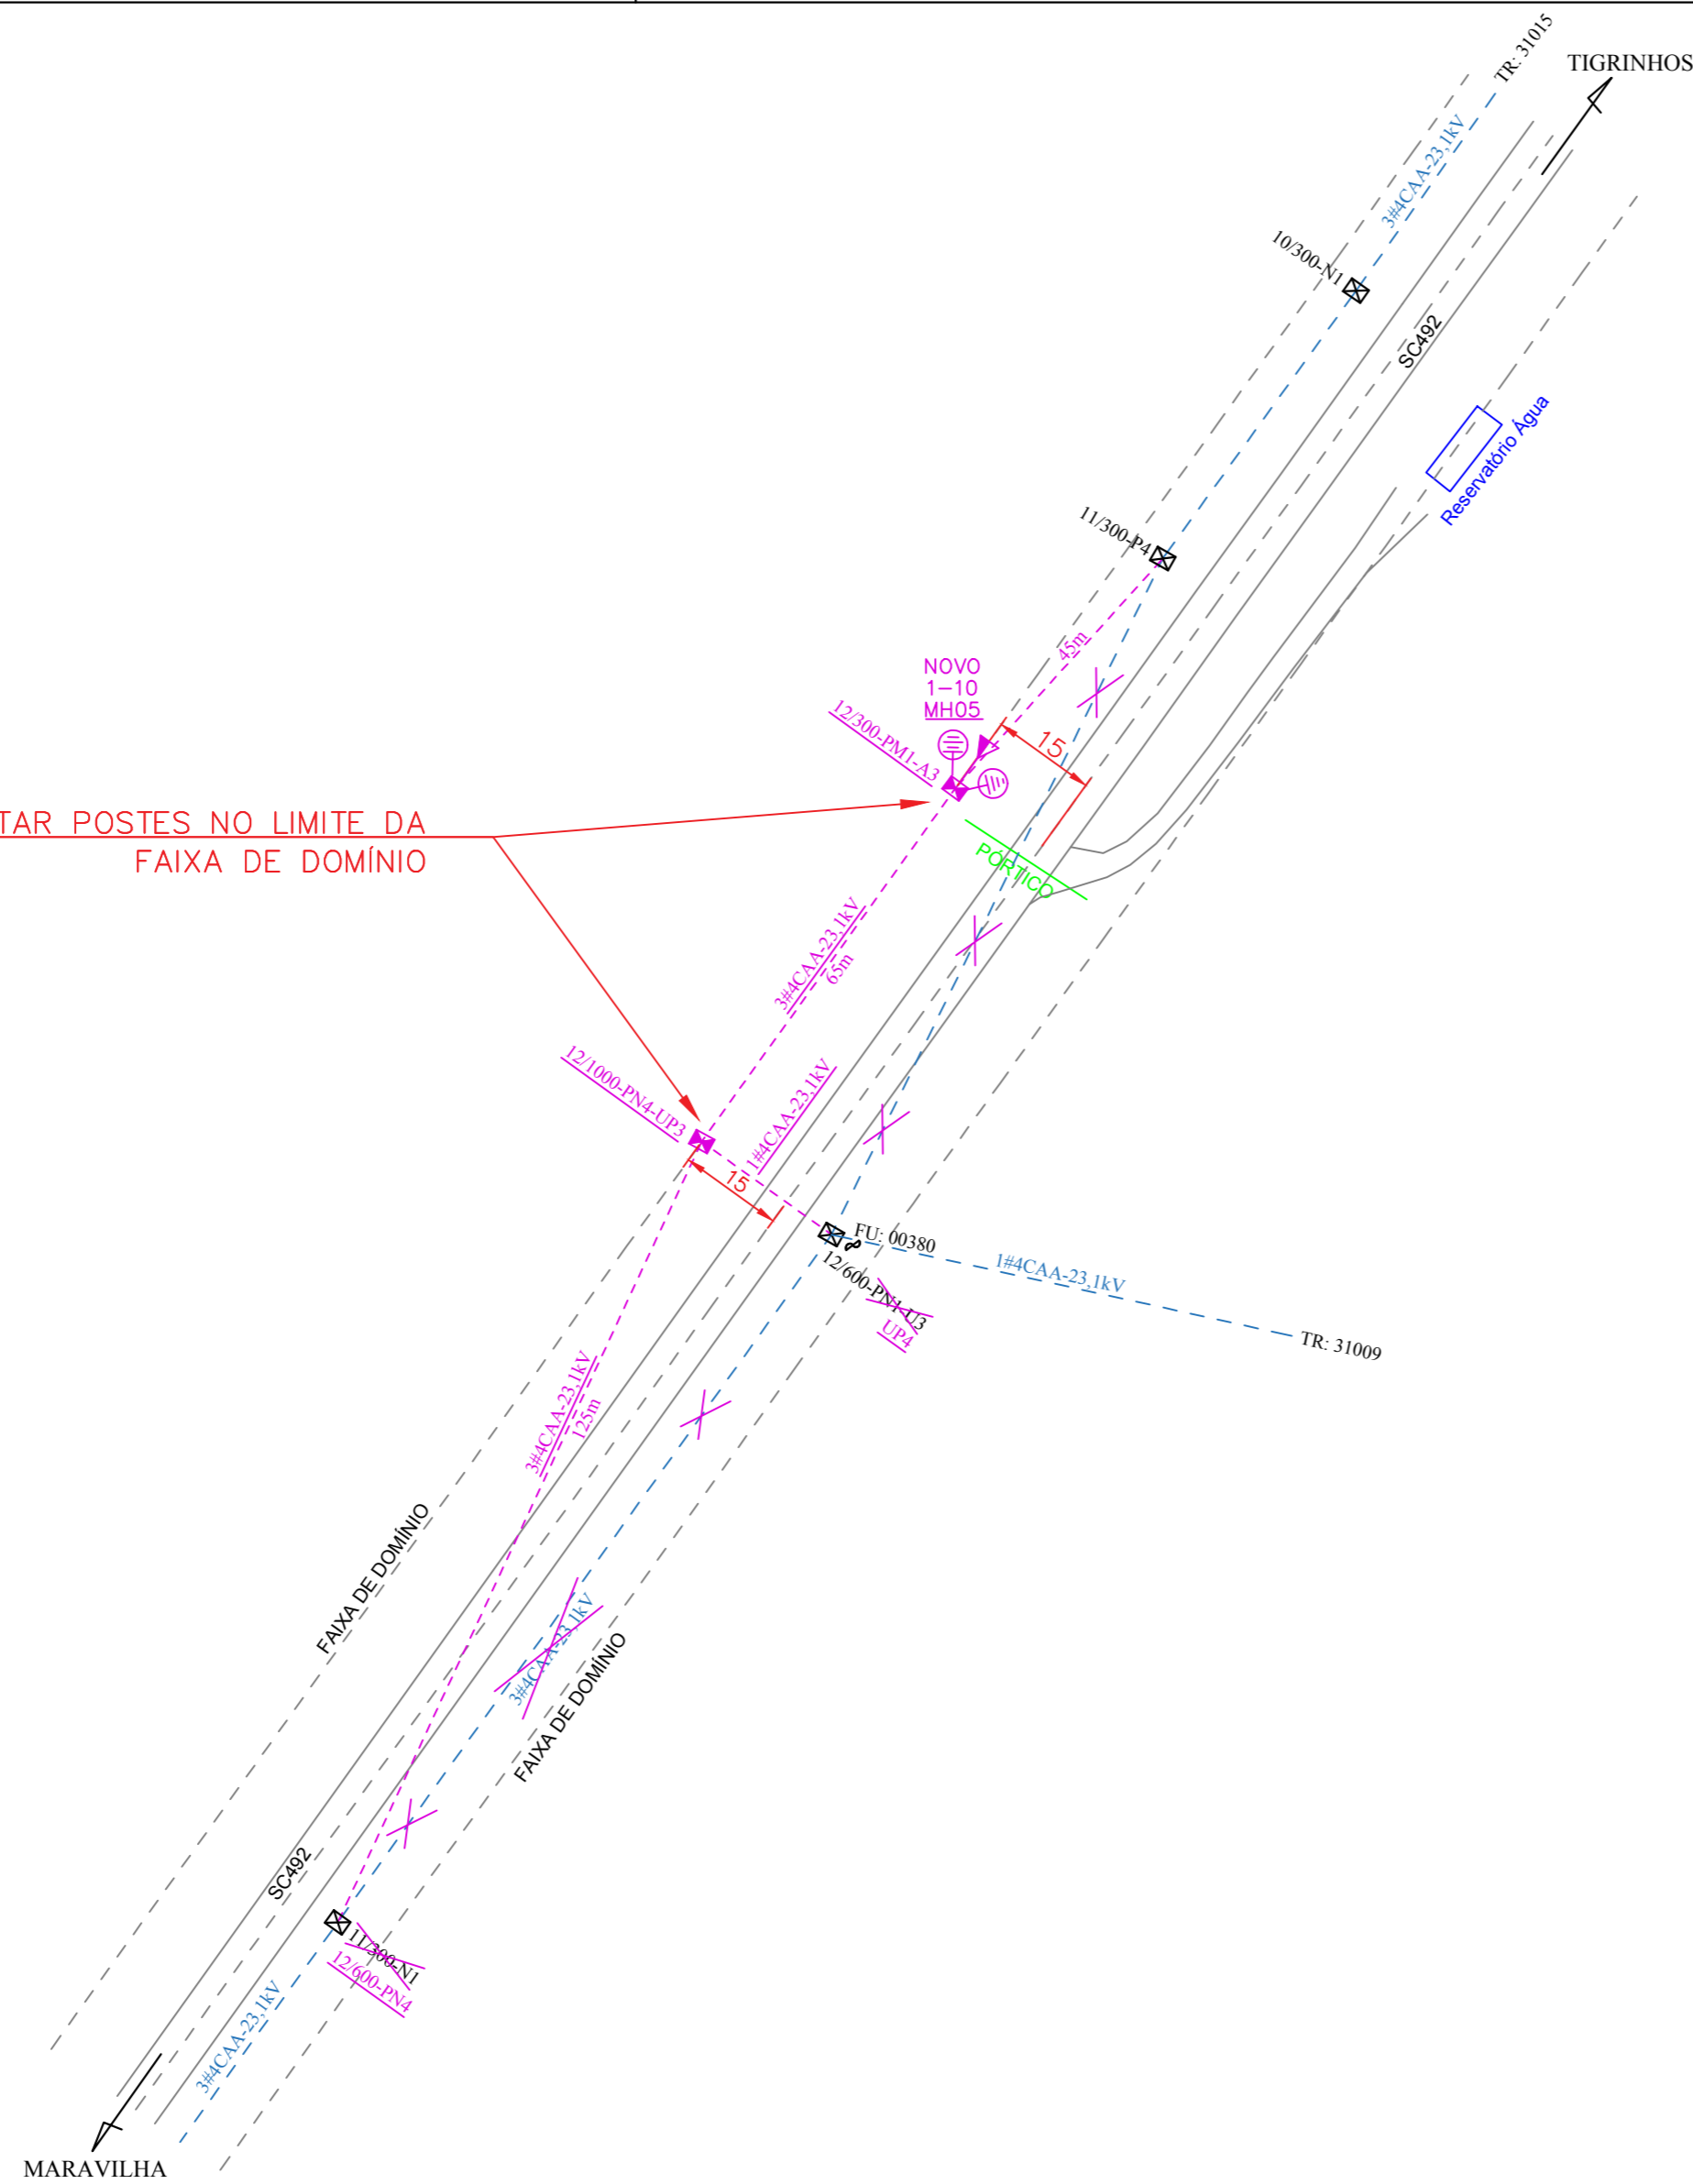 TIGRINHOS
TR: 31015
3#4CAA-23,1kV
10/300-N1
SC492
Reservatório Água
11/300-P4
45m
NOVO
1-10
MH05
12/300-PM1-A3
15
TAR POSTES NO LIMITE DA
FAIXA DE DOMÍNIO
PÓRTICO
3#4CAA-23,1kV
65m
12/1000-PN4-UP3
1#4CAA-23,1kV
15
FU: 00380
12/600-PN1-U3
UP4
1#4CAA-23,1kV
TR: 31009
3#4CAA-23,1kV
125m
FAIXA DE DOMÍNIO
3#4CAA-23,1kV
FAIXA DE DOMÍNIO
SC492
11/300-N1
12/600-PN4
3#4CAA-23,1kV
MARAVILHA